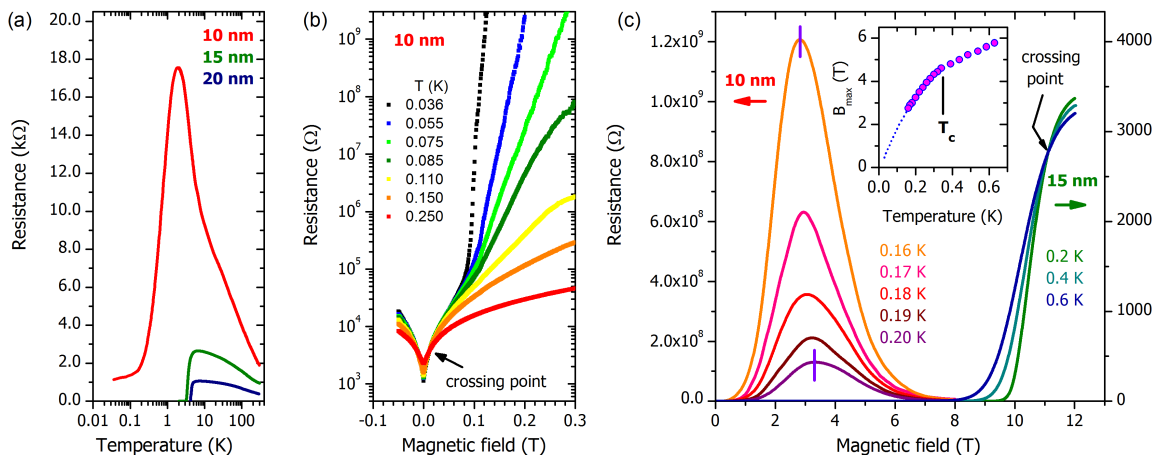 (a)
10 nm
15 nm
20 nm
20.0
18.0
16.0
14.0
12.0
10.0
8.0
6.0
4.0
2.0
0.0
0.01 0.1 1 10 100
Resistance (kΩ)
Temperature (K)
(b)
10 nm
T (K)
0.036
0.055
0.075
0.085
0.110
0.150
0.250
10⁹
10⁸
10⁷
10⁶
10⁵
10⁴
10³
crossing point
-0.1 0.0 0.1 0.2 0.3
Resistance (Ω)
Magnetic field (T)
(c)
1.2x10⁹
1.0x10⁹
8.0x10⁸
6.0x10⁸
4.0x10⁸
2.0x10⁸
0.0
Resistance (Ω)
10 nm
6
4
2
0
Bmax (T)
Tc
0.0 0.2 0.4 0.6
Temperature (K)
crossing point
15 nm
0.16 K
0.17 K
0.18 K
0.19 K
0.20 K
0.2 K
0.4 K
0.6 K
4000
3000
2000
1000
0
0 2 4 6 8 10 12 14
Magnetic field (T)